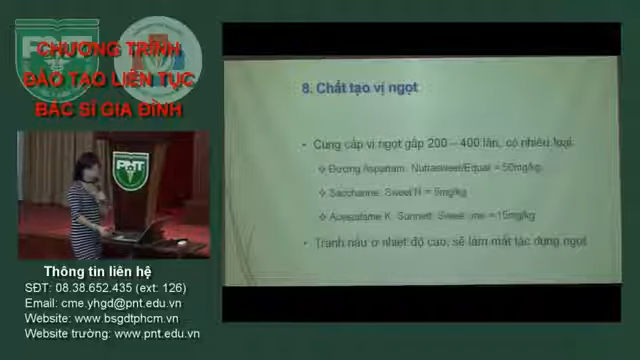 PNT
CHƯƠNG TRÌNH
ĐÀO TẠO LIÊN TỤC
BÁC SĨ GIA ĐÌNH
PNT
Thông tin liên hệ
SĐT: 08.38.652.435 (ext: 126)
Email: cme.yhgd@pnt.edu.vn
Website: www.bsgdtphcm.vn
Website trường: www.pnt.edu.vn
8. Chất tạo vị ngọt
• Cung cấp vị ngọt gấp 200 – 400 lần, có nhiều loại
❖ Đường Aspartam: Nutrasweet/Equal = 50mg/kg
❖ Saccharine: Sweet N = 5mg/kg
❖ Acesulfame K: Sunnett, Sweet one = 15mg/kg
• Tránh nấu ở nhiệt độ cao, sẽ làm mất tác dụng ngọt